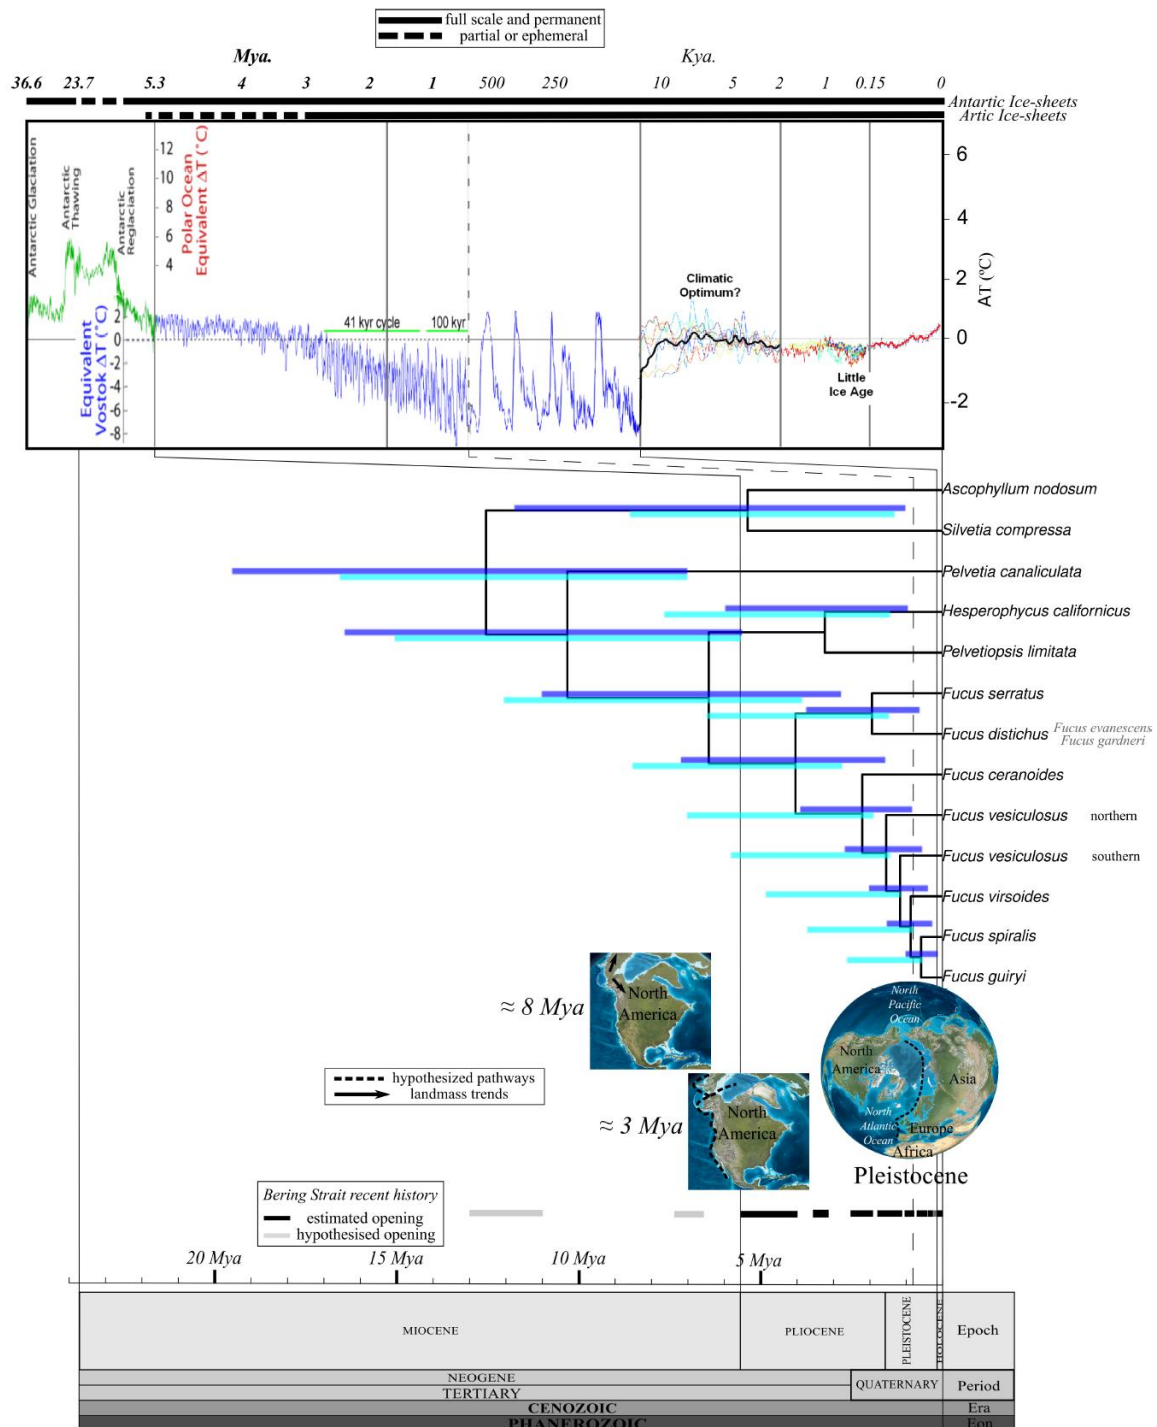 full scale and permanent
partial or ephemeral
Mya.
Kya.
36.6 23.7 5.3 4 3 2 1 500 250 10 5 2 1 0.15 0
Antartic Ice-sheets
Artic Ice-sheets
Antarctic Glaciation
Antarctic
Thawing
Antarctic
Reglaciation
12
10
8
6
4
Polar Ocean
Equivalent ΔT (°C)
2
0
-2
-4
-6
-8
Equivalent
Vostok ΔT (°C)
41 kyr cycle
100 kyr
Climatic
Optimum?
Little
Ice Age
6
4
2
0
-2
AT (ºC)
Ascophyllum nodosum
Silvetia compressa
Pelvetia canaliculata
Hesperophycus californicus
Pelvetiopsis limitata
Fucus serratus
Fucus distichus
Fucus evanescens
Fucus gardneri
Fucus ceranoides
Fucus vesiculosus northern
Fucus vesiculosus southern
Fucus virsoides
Fucus spiralis
Fucus guiryi
≈ 8 Mya
North
America
hypothesized pathways
landmass trends
≈ 3 Mya
North
America
North
Pacific
Ocean
North
America
Asia
North
Atlantic
Ocean
Europe
Africa
Pleistocene
Bering Strait recent history
estimated opening
hypothesised opening
20 Mya 15 Mya 10 Mya 5 Mya
MIOCENE PLIOCENE PLEISTOCENE HOLOCENE Epoch
NEOGENE
TERTIARY
QUATERNARY Period
CENOZOIC Era
PHANEROZOIC Eon